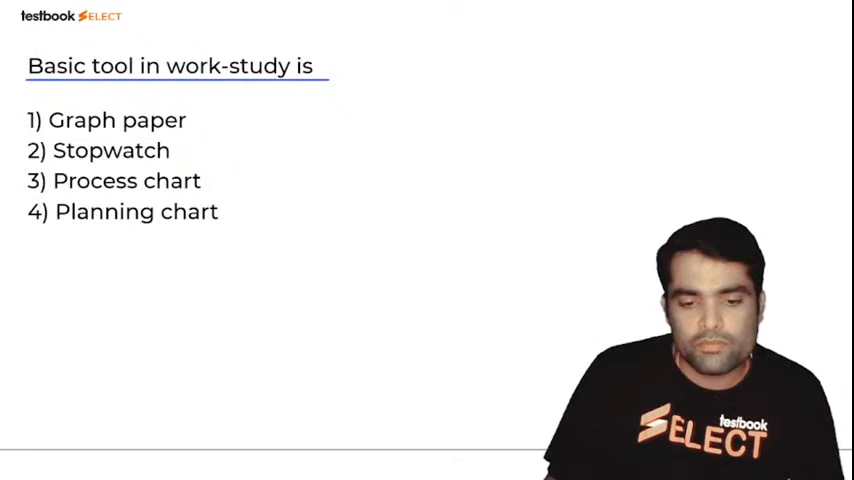 testbook SELECT
Basic tool in work-study is
1) Graph paper
2) Stopwatch
3) Process chart
4) Planning chart
testbook
SELECT